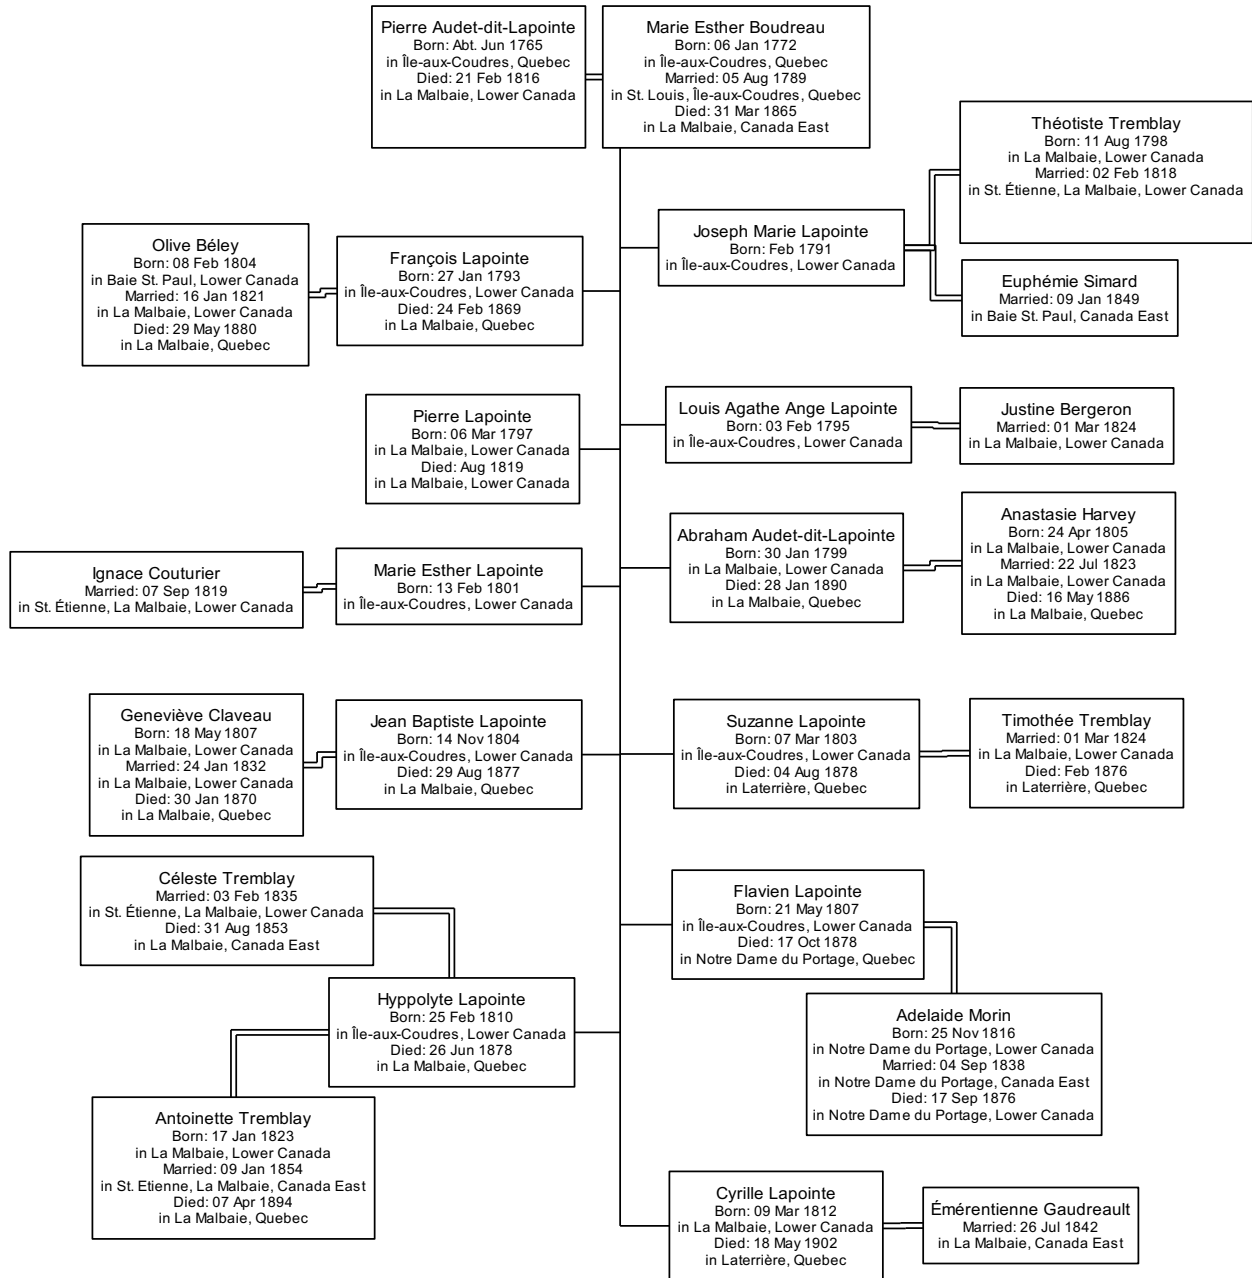 Pierre Audet-dit-Lapointe
Born: Abt. Jun 1765
in Île-aux-Coudres, Quebec
Died: 21 Feb 1816
in La Malbaie, Lower Canada
Marie Esther Boudreau
Born: 06 Jan 1772
in Île-aux-Coudres, Quebec
Married: 05 Aug 1789
in St. Louis, Île-aux-Coudres, Quebec
Died: 31 Mar 1865
in La Malbaie, Canada East
Théotiste Tremblay
Born: 11 Aug 1798
in La Malbaie, Lower Canada
Married: 02 Feb 1818
in St. Étienne, La Malbaie, Lower Canada
Joseph Marie Lapointe
Born: Feb 1791
in Île-aux-Coudres, Lower Canada
Euphémie Simard
Married: 09 Jan 1849
in Baie St. Paul, Canada East
Olive Béley
Born: 08 Feb 1804
in Baie St. Paul, Lower Canada
Married: 16 Jan 1821
in La Malbaie, Lower Canada
Died: 29 May 1880
in La Malbaie, Quebec
François Lapointe
Born: 27 Jan 1793
in Île-aux-Coudres, Lower Canada
Died: 24 Feb 1869
in La Malbaie, Quebec
Louis Agathe Ange Lapointe
Born: 03 Feb 1795
in Île-aux-Coudres, Lower Canada
Justine Bergeron
Married: 01 Mar 1824
in La Malbaie, Lower Canada
Pierre Lapointe
Born: 06 Mar 1797
in La Malbaie, Lower Canada
Died: Aug 1819
in La Malbaie, Lower Canada
Abraham Audet-dit-Lapointe
Born: 30 Jan 1799
in La Malbaie, Lower Canada
Died: 28 Jan 1890
in La Malbaie, Quebec
Anastasie Harvey
Born: 24 Apr 1805
in La Malbaie, Lower Canada
Married: 22 Jul 1823
in La Malbaie, Lower Canada
Died: 16 May 1886
in La Malbaie, Quebec
Ignace Couturier
Married: 07 Sep 1819
in St. Étienne, La Malbaie, Lower Canada
Marie Esther Lapointe
Born: 13 Feb 1801
in Île-aux-Coudres, Lower Canada
Suzanne Lapointe
Born: 07 Mar 1803
in Île-aux-Coudres, Lower Canada
Died: 04 Aug 1878
in Laterrière, Quebec
Timothée Tremblay
Married: 01 Mar 1824
in La Malbaie, Lower Canada
Died: Feb 1876
in Laterrière, Quebec
Geneviève Claveau
Born: 18 May 1807
in La Malbaie, Lower Canada
Married: 24 Jan 1832
in La Malbaie, Lower Canada
Died: 30 Jan 1870
in La Malbaie, Quebec
Jean Baptiste Lapointe
Born: 14 Nov 1804
in Île-aux-Coudres, Lower Canada
Died: 29 Aug 1877
in La Malbaie, Quebec
Flavien Lapointe
Born: 21 May 1807
in Île-aux-Coudres, Lower Canada
Died: 17 Oct 1878
in Notre Dame du Portage, Quebec
Adelaide Morin
Born: 25 Nov 1816
in Notre Dame du Portage, Lower Canada
Married: 04 Sep 1838
in Notre Dame du Portage, Canada East
Died: 17 Sep 1876
in Notre Dame du Portage, Lower Canada
Céleste Tremblay
Married: 03 Feb 1835
in St. Étienne, La Malbaie, Lower Canada
Died: 31 Aug 1853
in La Malbaie, Canada East
Hyppolyte Lapointe
Born: 25 Feb 1810
in Île-aux-Coudres, Lower Canada
Died: 26 Jun 1878
in La Malbaie, Quebec
Antoinette Tremblay
Born: 17 Jan 1823
in La Malbaie, Lower Canada
Married: 09 Jan 1854
in St. Etienne, La Malbaie, Canada East
Died: 07 Apr 1894
in La Malbaie, Quebec
Cyrille Lapointe
Born: 09 Mar 1812
in La Malbaie, Lower Canada
Died: 18 May 1902
in Laterrière, Quebec
Émérentienne Gaudreault
Married: 26 Jul 1842
in La Malbaie, Canada East